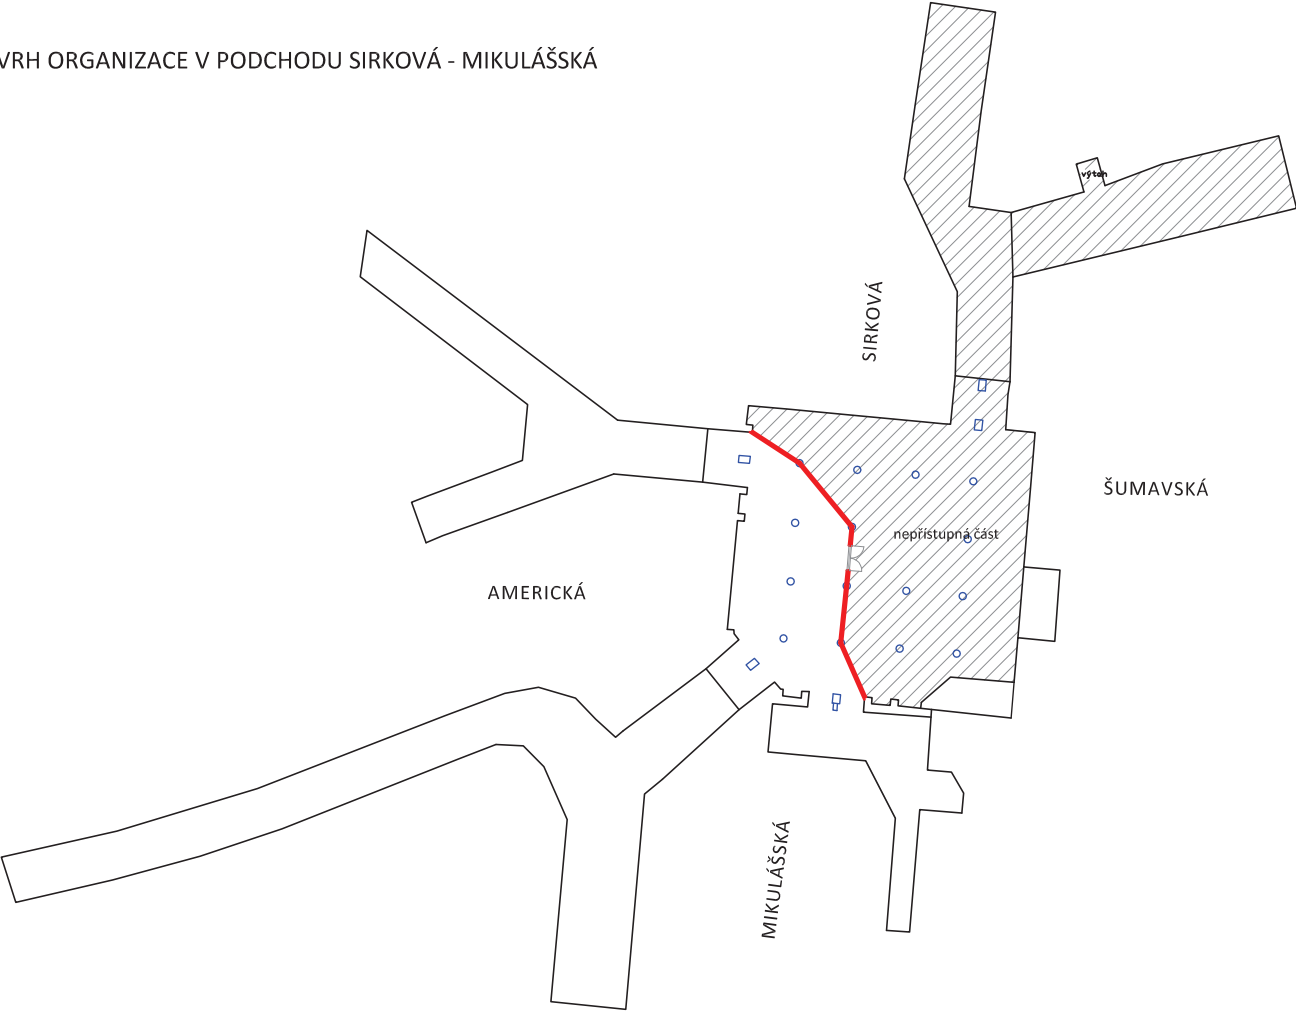 VRH ORGANIZACE V PODCHODU SIRKOVÁ - MIKULÁŠSKÁ
výtah
SIRKOVÁ
ŠUMAVSKÁ
nepřístupná část
AMERICKÁ
MIKULÁŠSKÁ